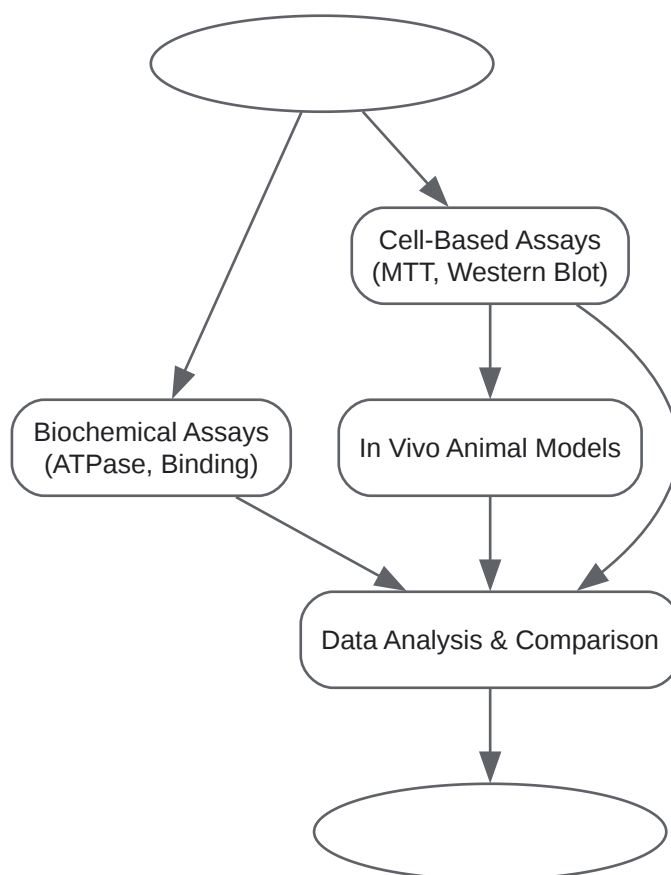 Cell-Based Assays
(MTT, Western Blot)
Biochemical Assays
(ATPase, Binding)
In Vivo Animal Models
Data Analysis & Comparison